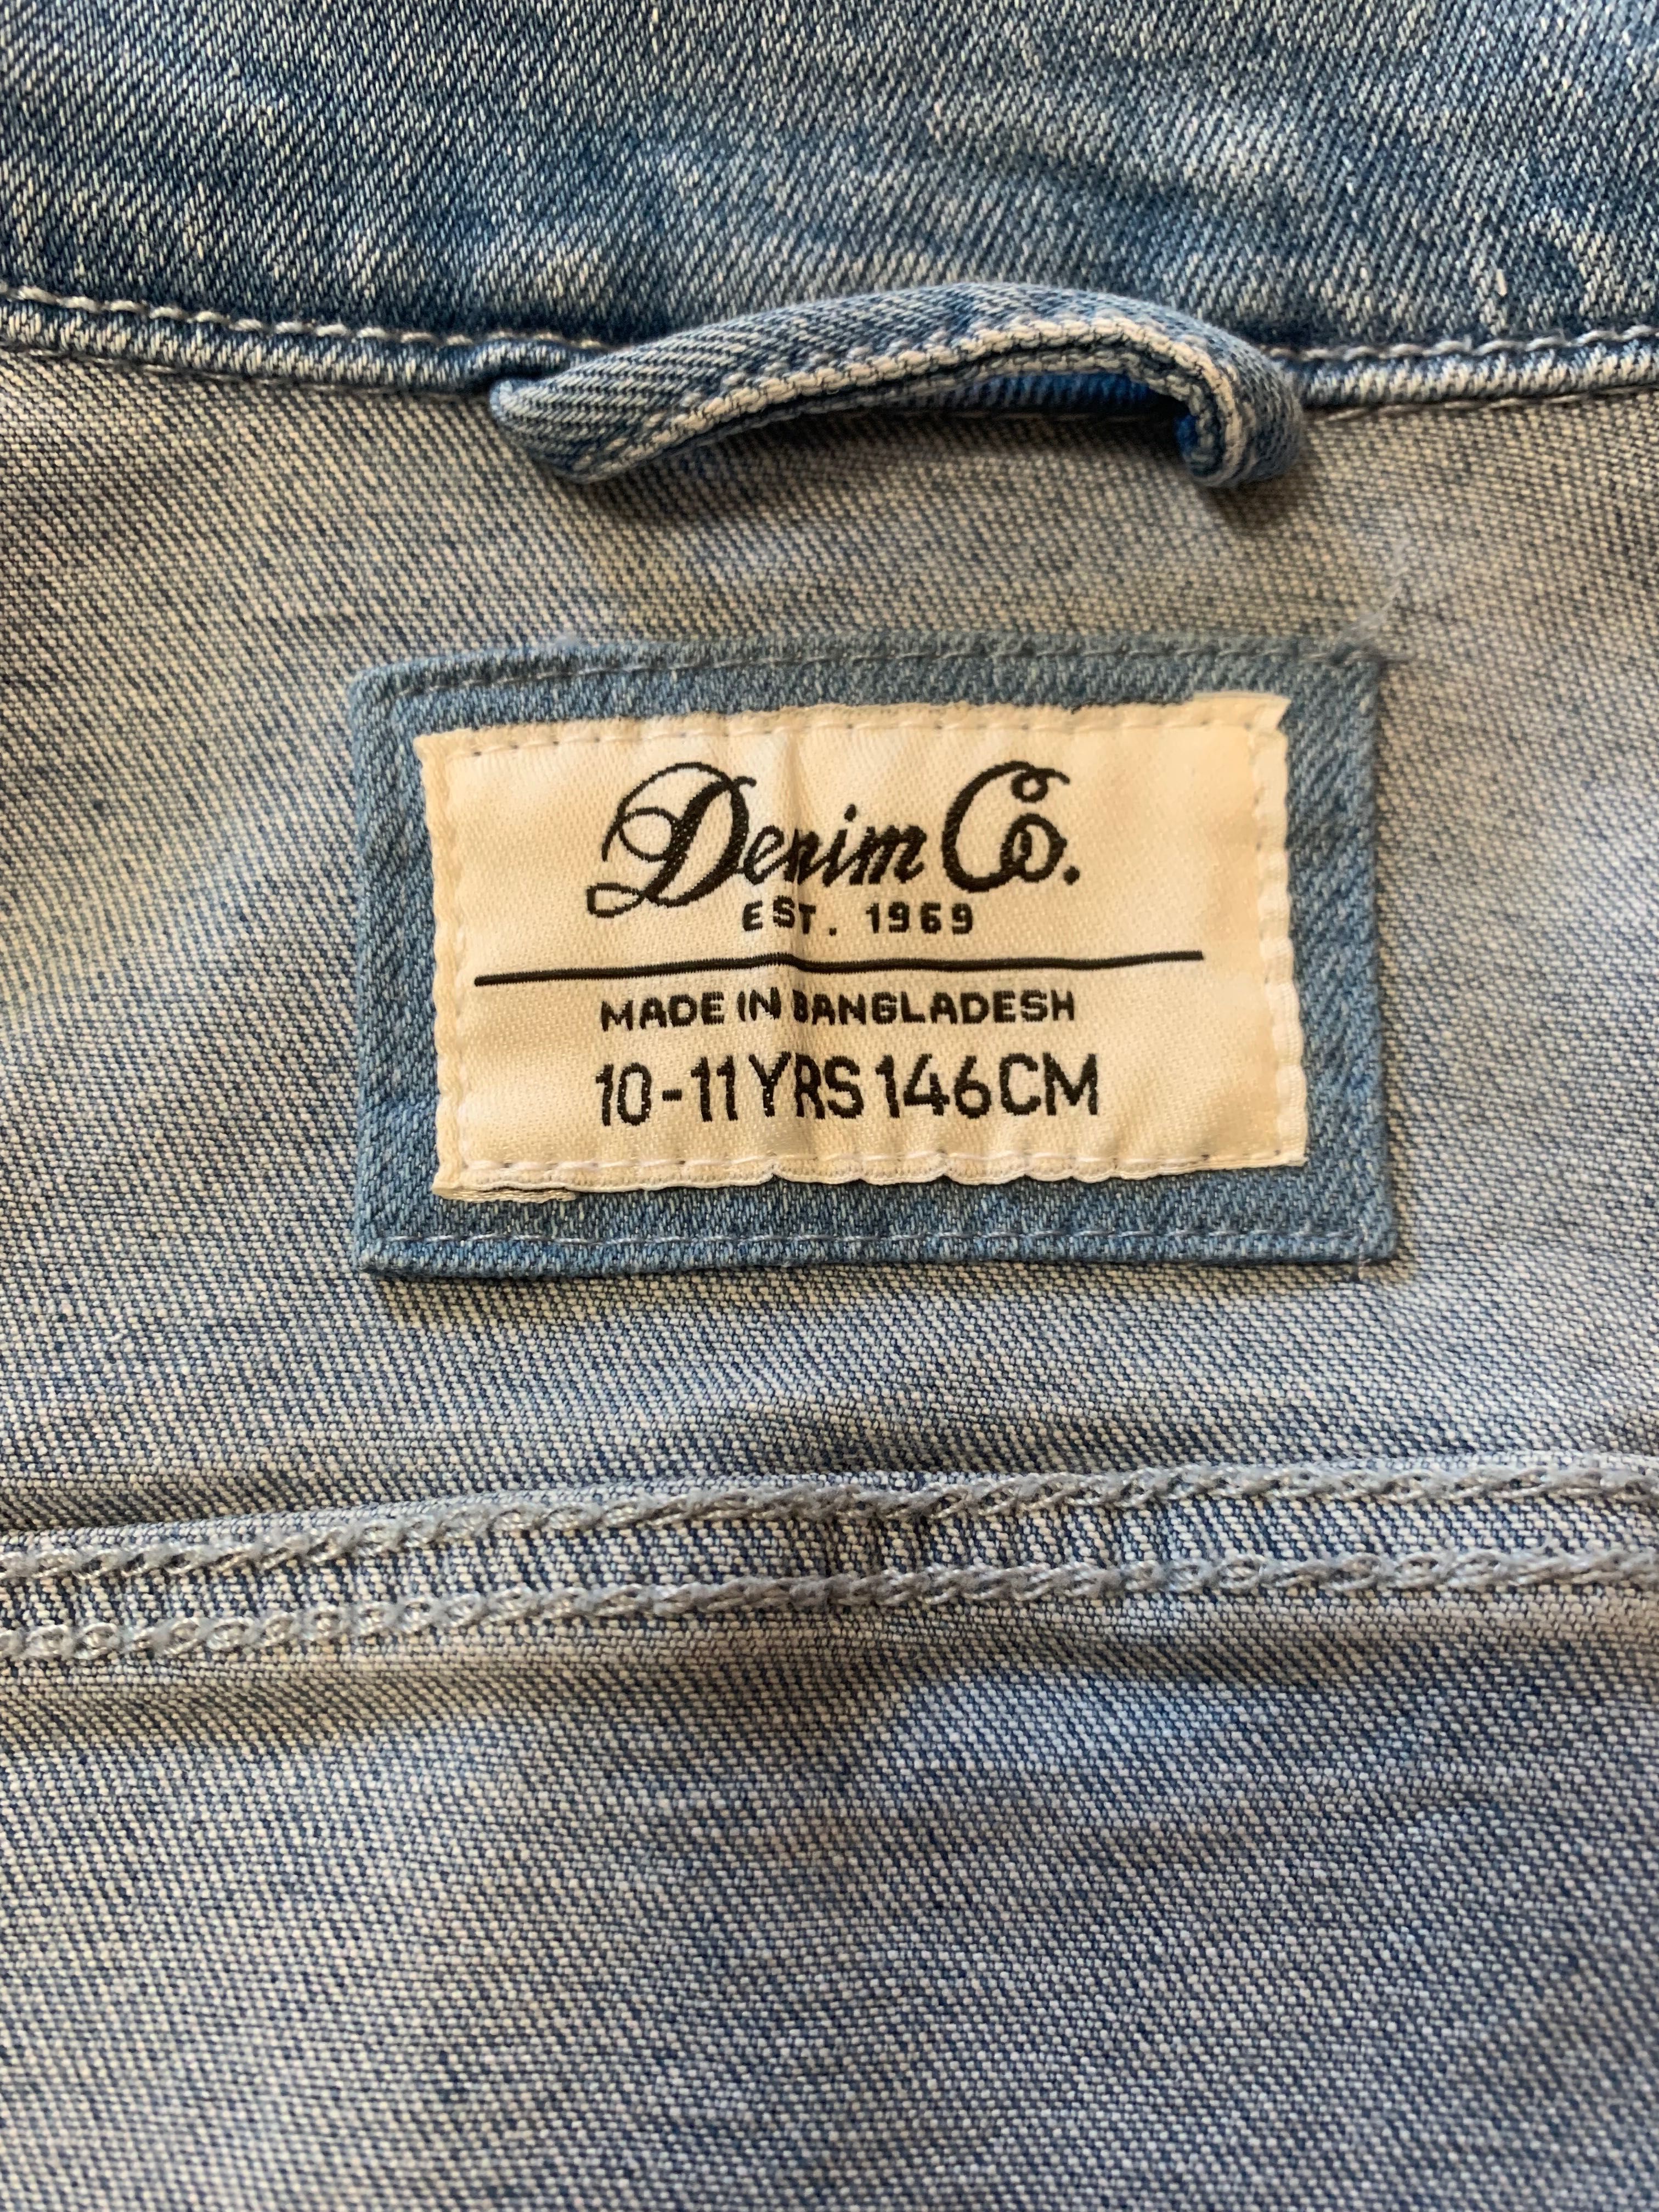 Denim Co.
EST. 1969
MADE IN BANGLADESH
10-11YRS 146CM